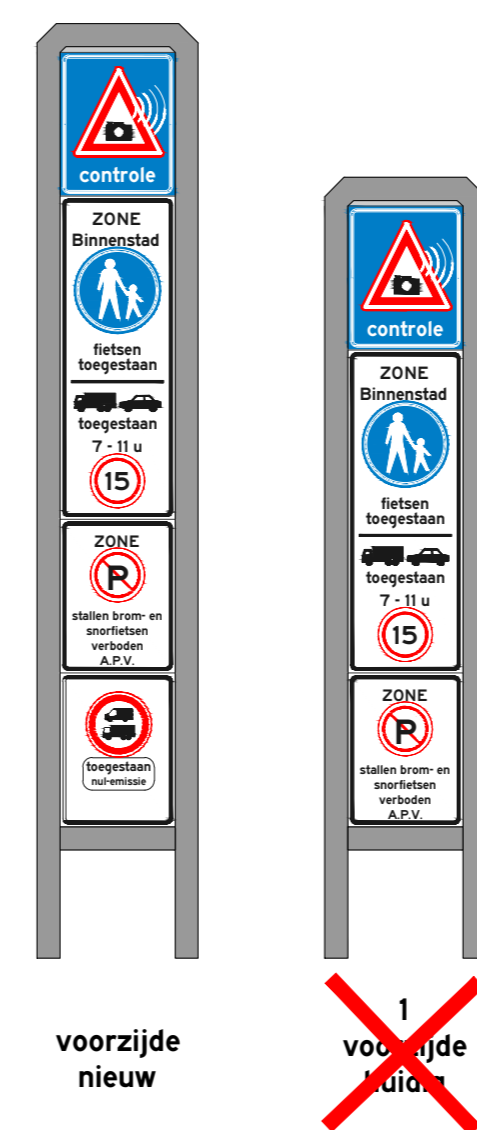 controle
ZONE
Binnenstad
fietsen
toegestaan
toegestaan
7 - 11 u
15
ZONE
P
stallen brom- en
snorfietsen
verboden
A.P.V.
toegestaan
nul-emissie
voorzijde
nieuw
controle
ZONE
Binnenstad
fietsen
toegestaan
toegestaan
7 - 11 u
15
ZONE
P
stallen brom- en
snorfietsen
verboden
A.P.V.
1
voorzijde
huidig